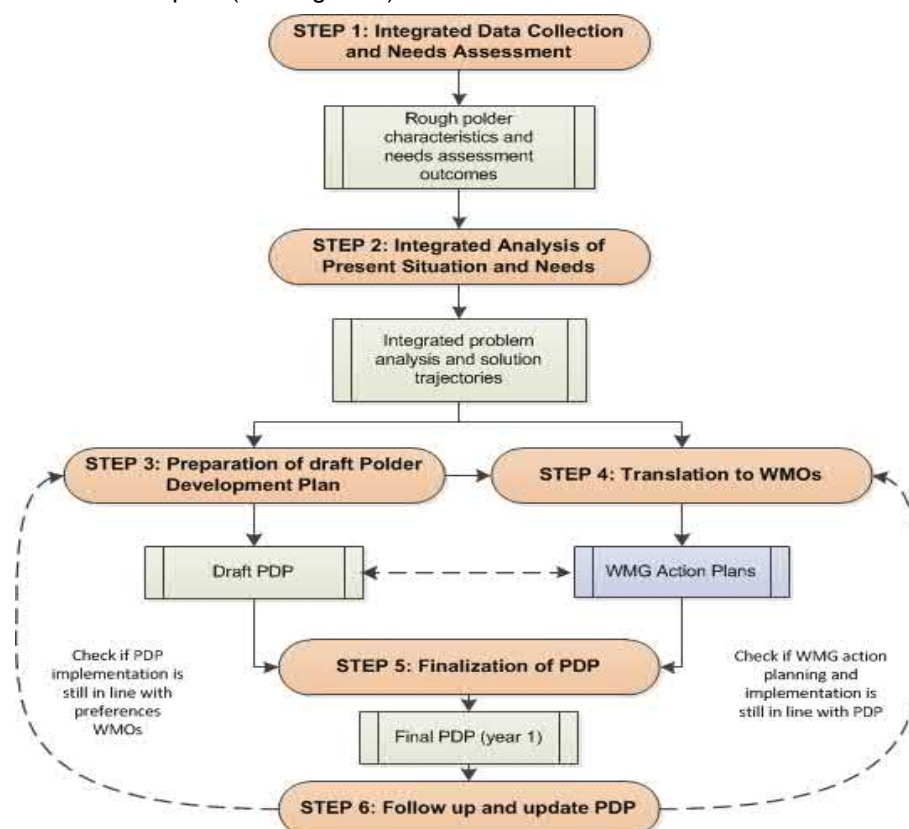 STEP 1: Integrated Data Collection
and Needs Assessment
Rough polder
characteristics and
needs assessment
outcomes
STEP 2: Integrated Analysis of
Present Situation and Needs
Integrated problem
analysis and solution
trajectories
STEP 3: Preparation of draft Polder
Development Plan
STEP 4: Translation to WMOs
Draft PDP
WMG Action Plans
Check if PDP
implementation is
still in line with
preferences
WMOs
STEP 5: Finalization of PDP
Check if WMG action
planning and
implementation is
still in line with PDP
Final PDP (year 1)
STEP 6: Follow up and update PDP